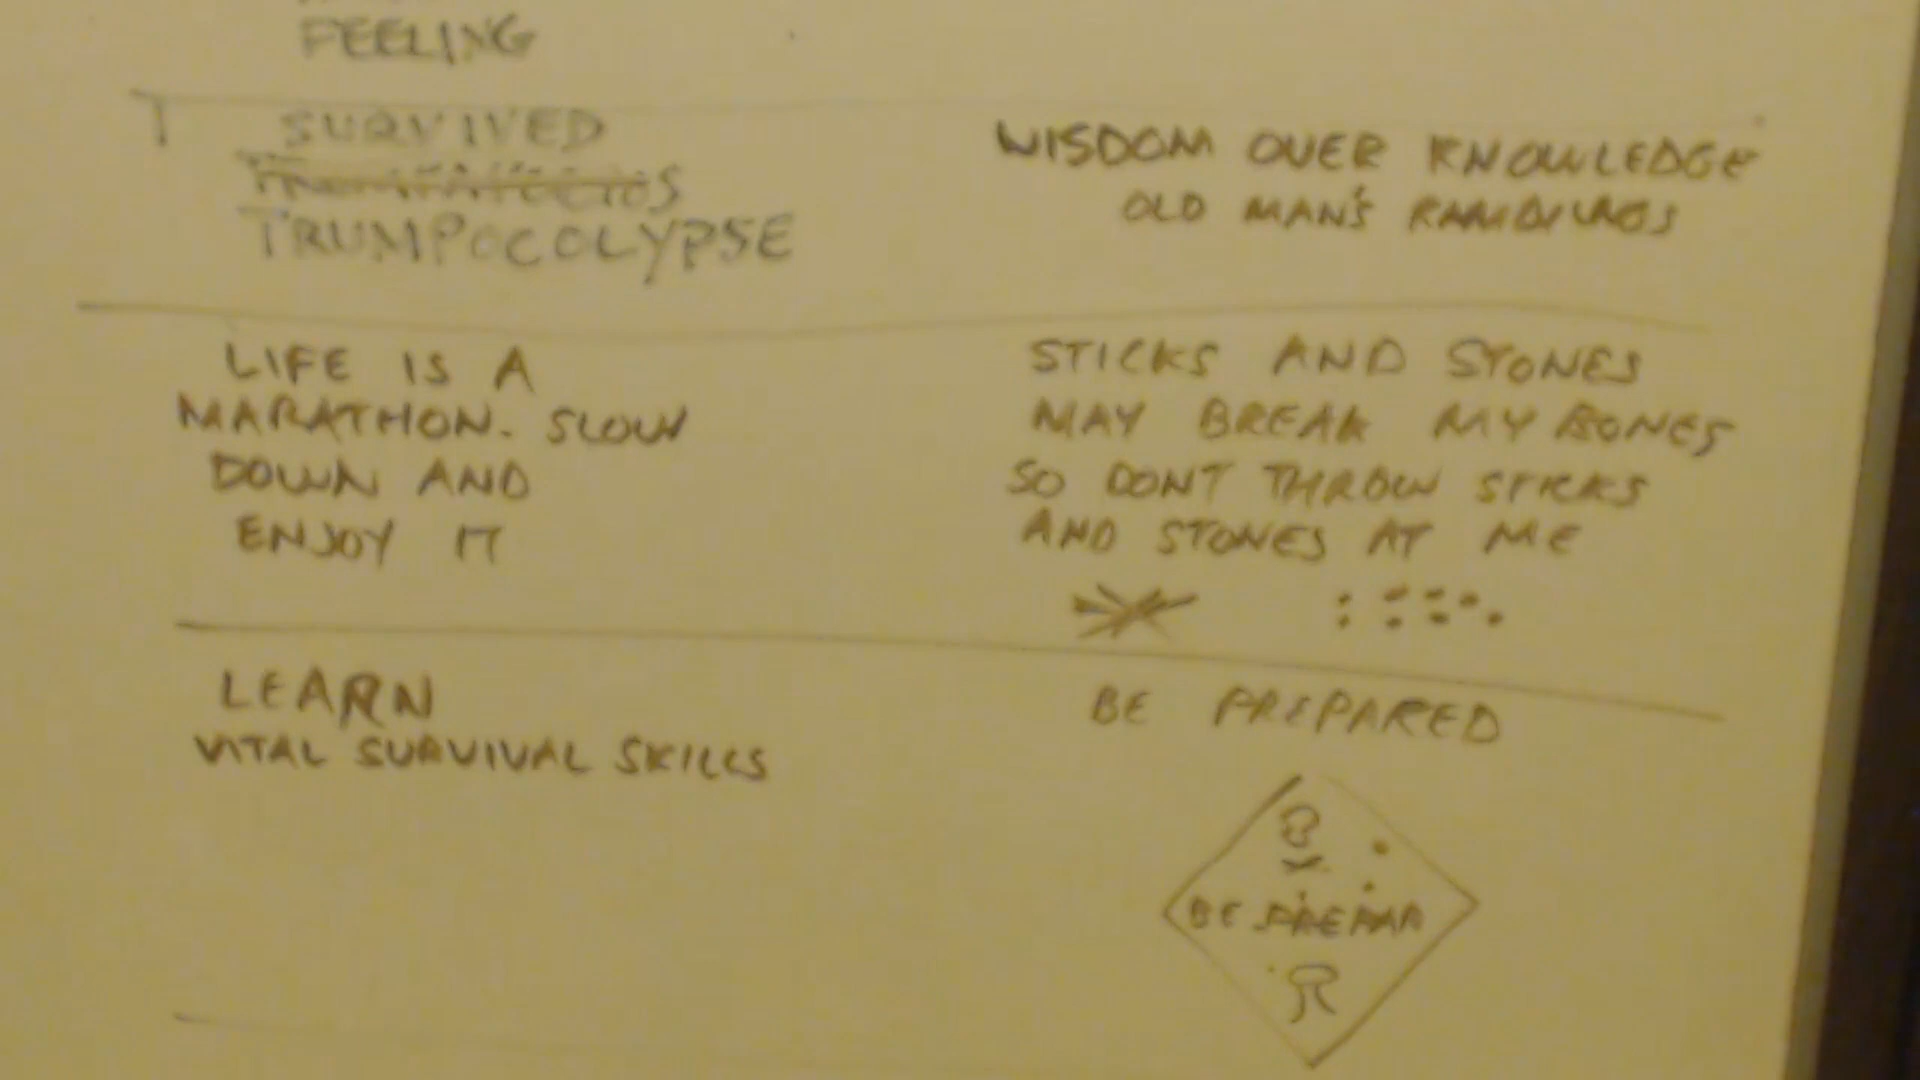 FEELING
I SURVIVED
TRUMPOCOLYPSE
WISDOM OVER KNOWLEDGE
OLD MAN'S RAMBLINGS
LIFE IS A
MARATHON. SLOW
DOWN AND
ENJOY IT
STICKS AND STONES
MAY BREAK MY BONES
SO DONT THROW STICKS
AND STONES AT ME
LEARN
VITAL SURVIVAL SKILLS
BE PREPARED
BE PREPAR